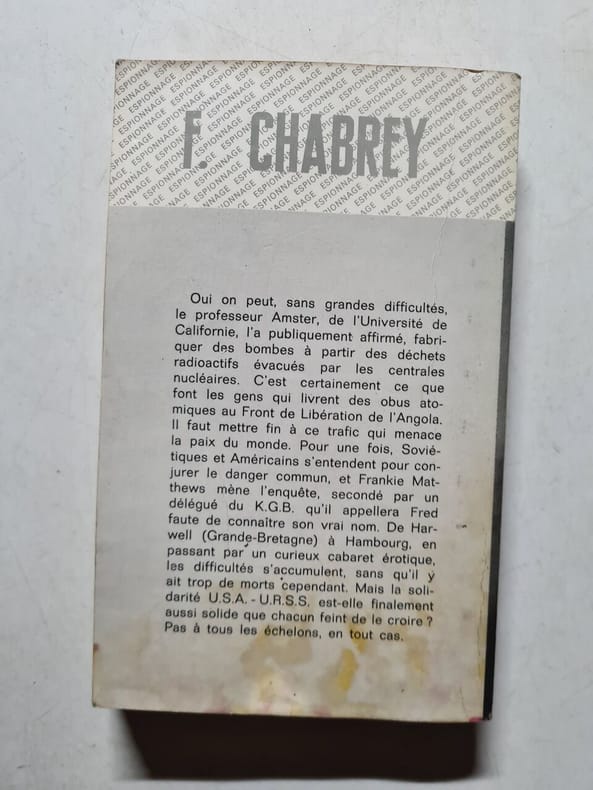 F. CHABREY
Oui on peut, sans grandes difficultés,
le professeur Amster, de l'Université de
Californie, l'a publiquement affirmé, fabri-
quer des bombes à partir des déchets
radioactifs évacués par les centrales
nucléaires. C'est certainement ce que
font les gens qui livrent des obus ato-
miques au Front de Libération de l'Angola.
Il faut mettre fin à ce trafic qui menace
la paix du monde. Pour une fois, Sovié-
tiques et Américains s'entendent pour con-
jurer le danger commun, et Frankie Mat-
thews mène l'enquête, secondé par un
délégué du K.G.B. qu'il appellera Fred
faute de connaître son vrai nom. De Har-
well (Grande-Bretagne) à Hambourg, en
passant par un curieux cabaret érotique,
les difficultés s'accumulent, sans qu'il y
ait trop de morts cependant. Mais la soli-
darité U.S.A. - U.R.S.S. est-elle finalement
aussi solide que chacun feint de le croire ?
Pas à tous les échelons, en tout cas.